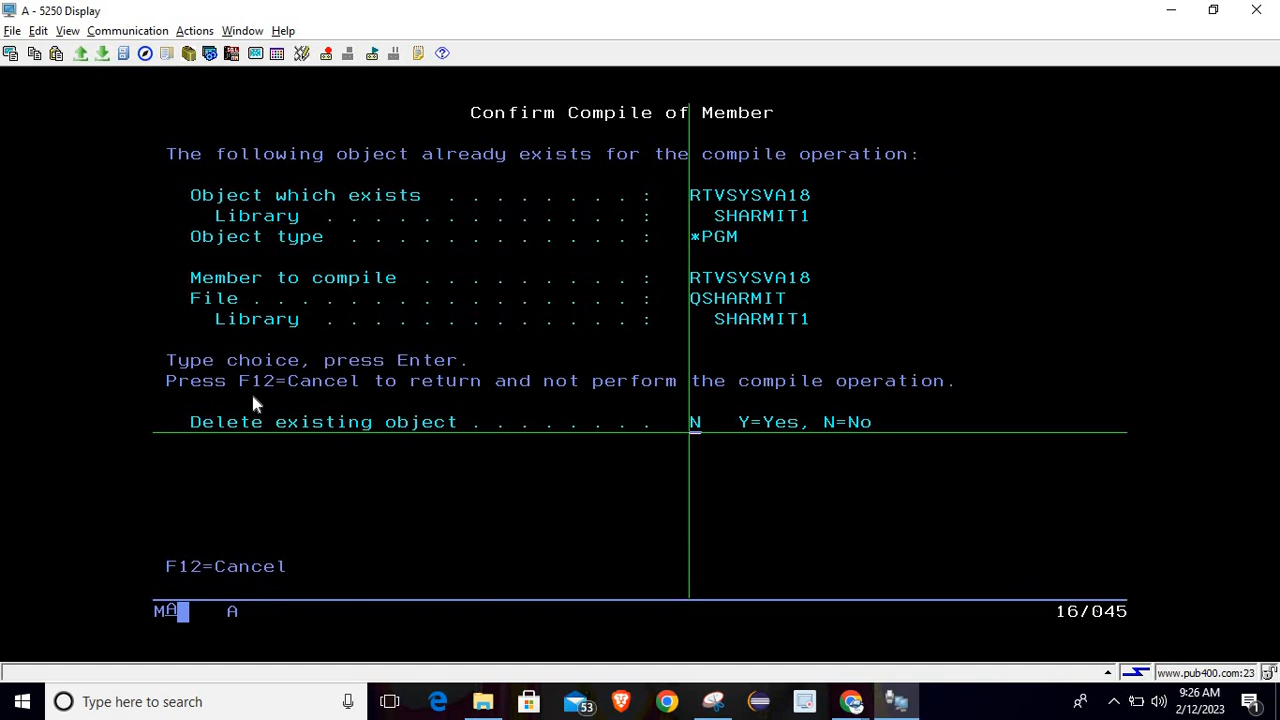 A - 5250 Display
File Edit View Communication Actions Window Help
Confirm Compile of Member
The following object already exists for the compile operation:
Object which exists . . . . . . . . : RTVSYSVA18
Library . . . . . . . . . . . . . : SHARMIT1
Object type . . . . . . . . . . . . : *PGM
Member to compile . . . . . . . . . : RTVSYSVA18
File . . . . . . . . . . . . . . . . : QSHARMIT
Library . . . . . . . . . . . . . : SHARMIT1
Type choice, press Enter.
Press F12=Cancel to return and not perform the compile operation.
Delete existing object . . . . . . . . N Y=Yes, N=No
F12=Cancel
MA A 16/045
www.pub400.com:23
Type here to search
53
9:26 AM
2/12/2023
1